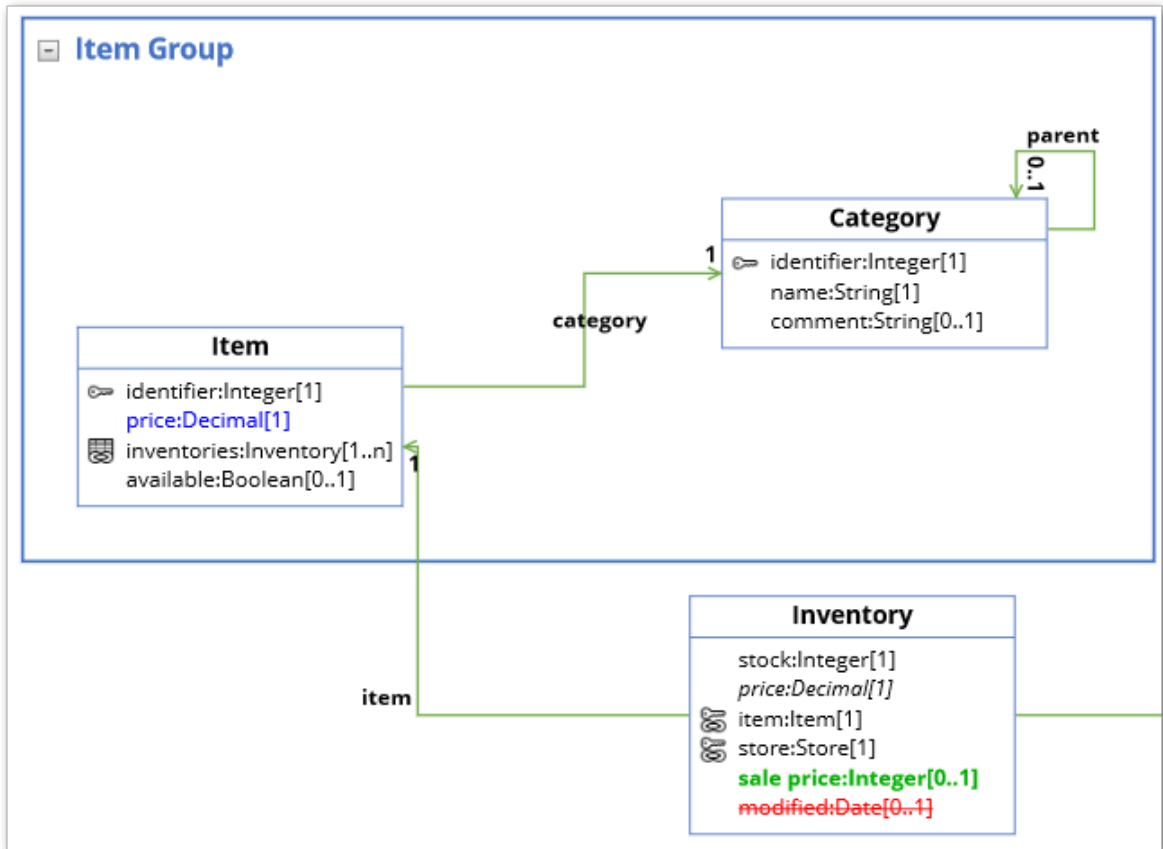 Item Group
parent
0..1
Category
1
identifier:Integer[1]
name:String[1]
comment:String[0..1]
category
Item
identifier:Integer[1]
price:Decimal[1]
inventories:Inventory[1..n]
available:Boolean[0..1]
1
Inventory
stock:Integer[1]
price:Decimal[1]
item
item:Item[1]
store:Store[1]
sale price:Integer[0..1]
modified:Date[0..1]